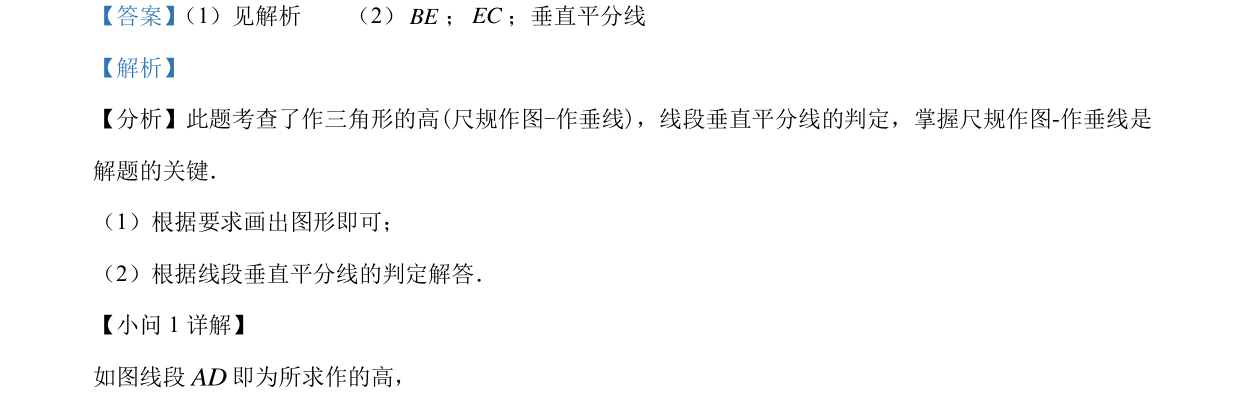 【答案】（1）见解析　　（2）BE；EC；垂直平分线
【解析】
【分析】此题考查了作三角形的高(尺规作图-作垂线)，线段垂直平分线的判定，掌握尺规作图-作垂线是
解题的关键．
（1）根据要求画出图形即可；
（2）根据线段垂直平分线的判定解答．
【小问 1 详解】
如图线段 AD 即为所求作的高，